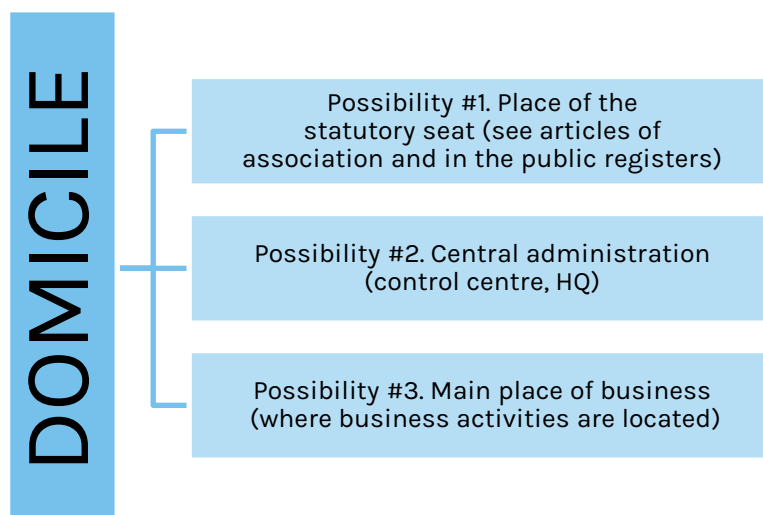 DOMICILE
Possibility #1. Place of the
statutory seat (see articles of
association and in the public registers)
Possibility #2. Central administration
(control centre, HQ)
Possibility #3. Main place of business
(where business activities are located)